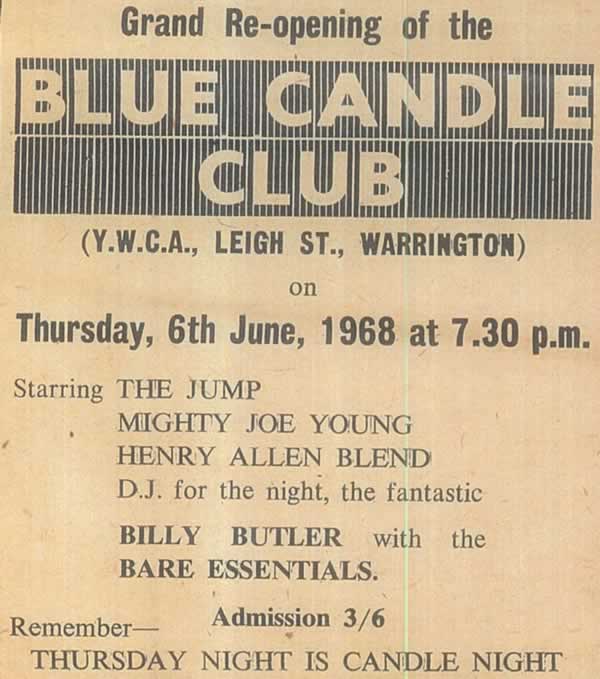 Grand Re-opening of the
BLUE CANDLE
CLUB
(Y.W.C.A., LEIGH ST., WARRINGTON)
on
Thursday, 6th June, 1968 at 7.30 p.m.
Starring THE JUMP
MIGHTY JOE YOUNG
HENRY ALLEN BLEND
D.J. for the night, the fantastic
BILLY BUTLER with the
BARE ESSENTIALS.
Admission 3/6
Remember—
THURSDAY NIGHT IS CANDLE NIGHT